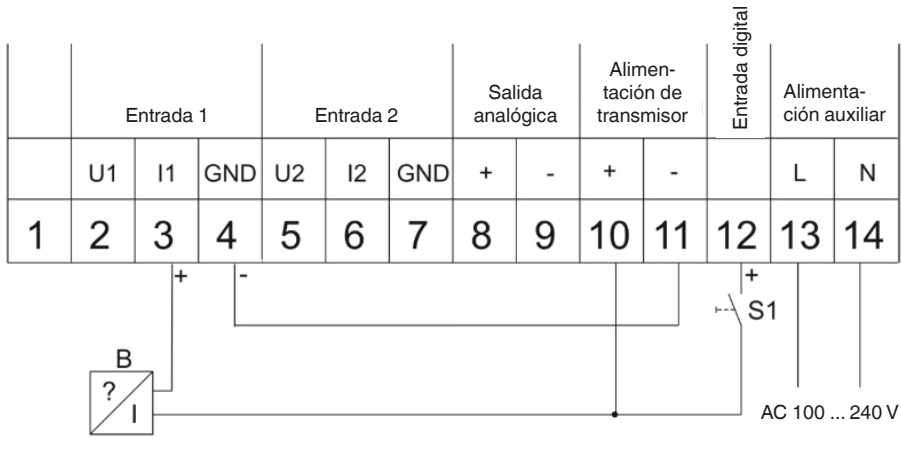 Entrada 1
Entrada 2
Salida
analógica
Alimen-
tación de
transmisor
Entrada digital
Alimenta-
ción auxiliar
U1 I1 GND U2 I2 GND + - + - L N
1 2 3 4 5 6 7 8 9 10 11 12 13 14
+ - +
S1
B
?
I
AC 100 ... 240 V